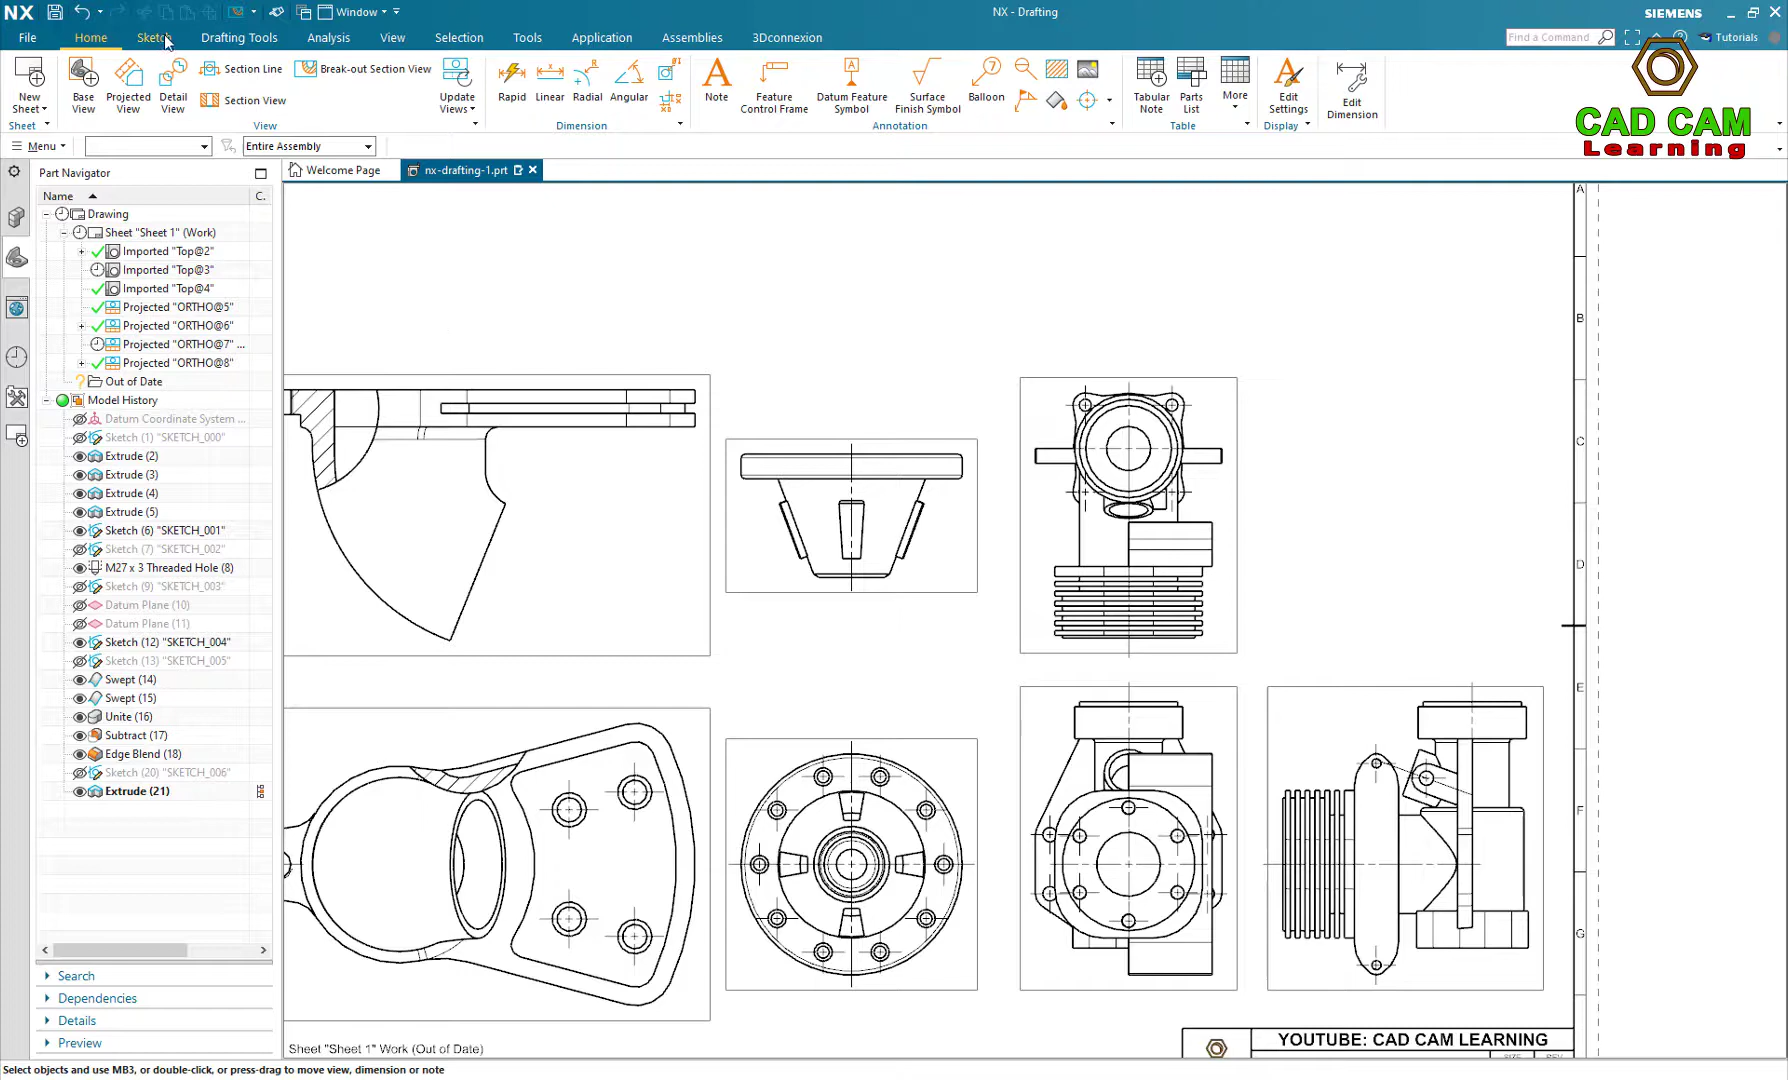 NX
Window
NX - Drafting
SIEMENS
File
Home
Sketch
Drafting Tools
Analysis
View
Selection
Tools
Application
Assemblies
3Dconnexion
Find a Command
Tutorials
New Sheet
Base View
Projected View
Detail View
Section Line
Section View
Break-out Section View
Update Views
Rapid
Linear
Radial
Angular
Note
Feature Control Frame
Datum Feature Symbol
Surface Finish Symbol
Balloon
Tabular Note
Parts List
More
Edit Settings
Edit Dimension
Sheet
View
Dimension
Annotation
Table
Display
CAD CAM
Learning
Menu
Entire Assembly
Part Navigator
Welcome Page
nx-drafting-1.prt
Name
C.
Drawing
Sheet "Sheet 1" (Work)
Imported "Top@2"
Imported "Top@3"
Imported "Top@4"
Projected "ORTHO@5"
Projected "ORTHO@6"
Projected "ORTHO@7" ...
Projected "ORTHO@8"
Out of Date
Model History
Datum Coordinate System ...
Sketch (1) "SKETCH_000"
Extrude (2)
Extrude (3)
Extrude (4)
Extrude (5)
Sketch (6) "SKETCH_001"
Sketch (7) "SKETCH_002"
M27 x 3 Threaded Hole (8)
Sketch (9) "SKETCH_003"
Datum Plane (10)
Datum Plane (11)
Sketch (12) "SKETCH_004"
Sketch (13) "SKETCH_005"
Swept (14)
Swept (15)
Unite (16)
Subtract (17)
Edge Blend (18)
Sketch (20) "SKETCH_006"
Extrude (21)
Search
Dependencies
Details
Preview
A
B
C
D
E
F
G
Sheet "Sheet 1" Work (Out of Date)
YOUTUBE: CAD CAM LEARNING
Select objects and use MB3, or double-click, or press-drag to move view, dimension or note